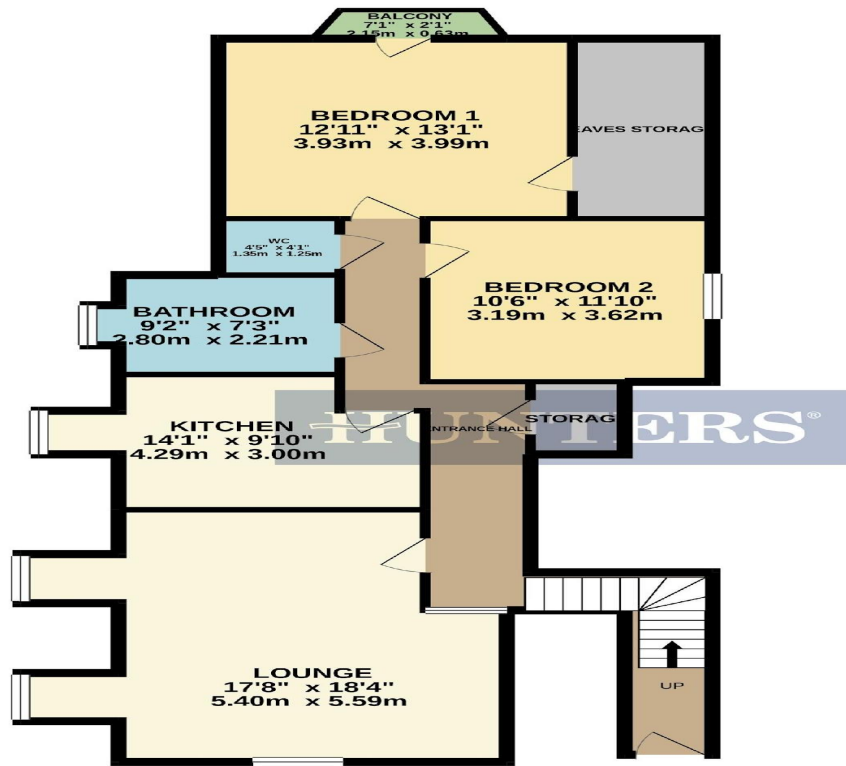 BALCONY
7'1" x 2'1"
2.15m x 0.63m
BEDROOM 1
12'11" x 13'1"
3.93m x 3.99m
EAVES STORAG
WC
4'5" x 4'1"
1.35m x 1.25m
BEDROOM 2
10'6" x 11'10"
3.19m x 3.62m
BATHROOM
9'2" x 7'3"
2.80m x 2.21m
KITCHEN
14'1" x 9'10"
4.29m x 3.00m
HUNTERS®
ENTRANCE HALL
STORAG
LOUNGE
17'8" x 18'4"
5.40m x 5.59m
UP